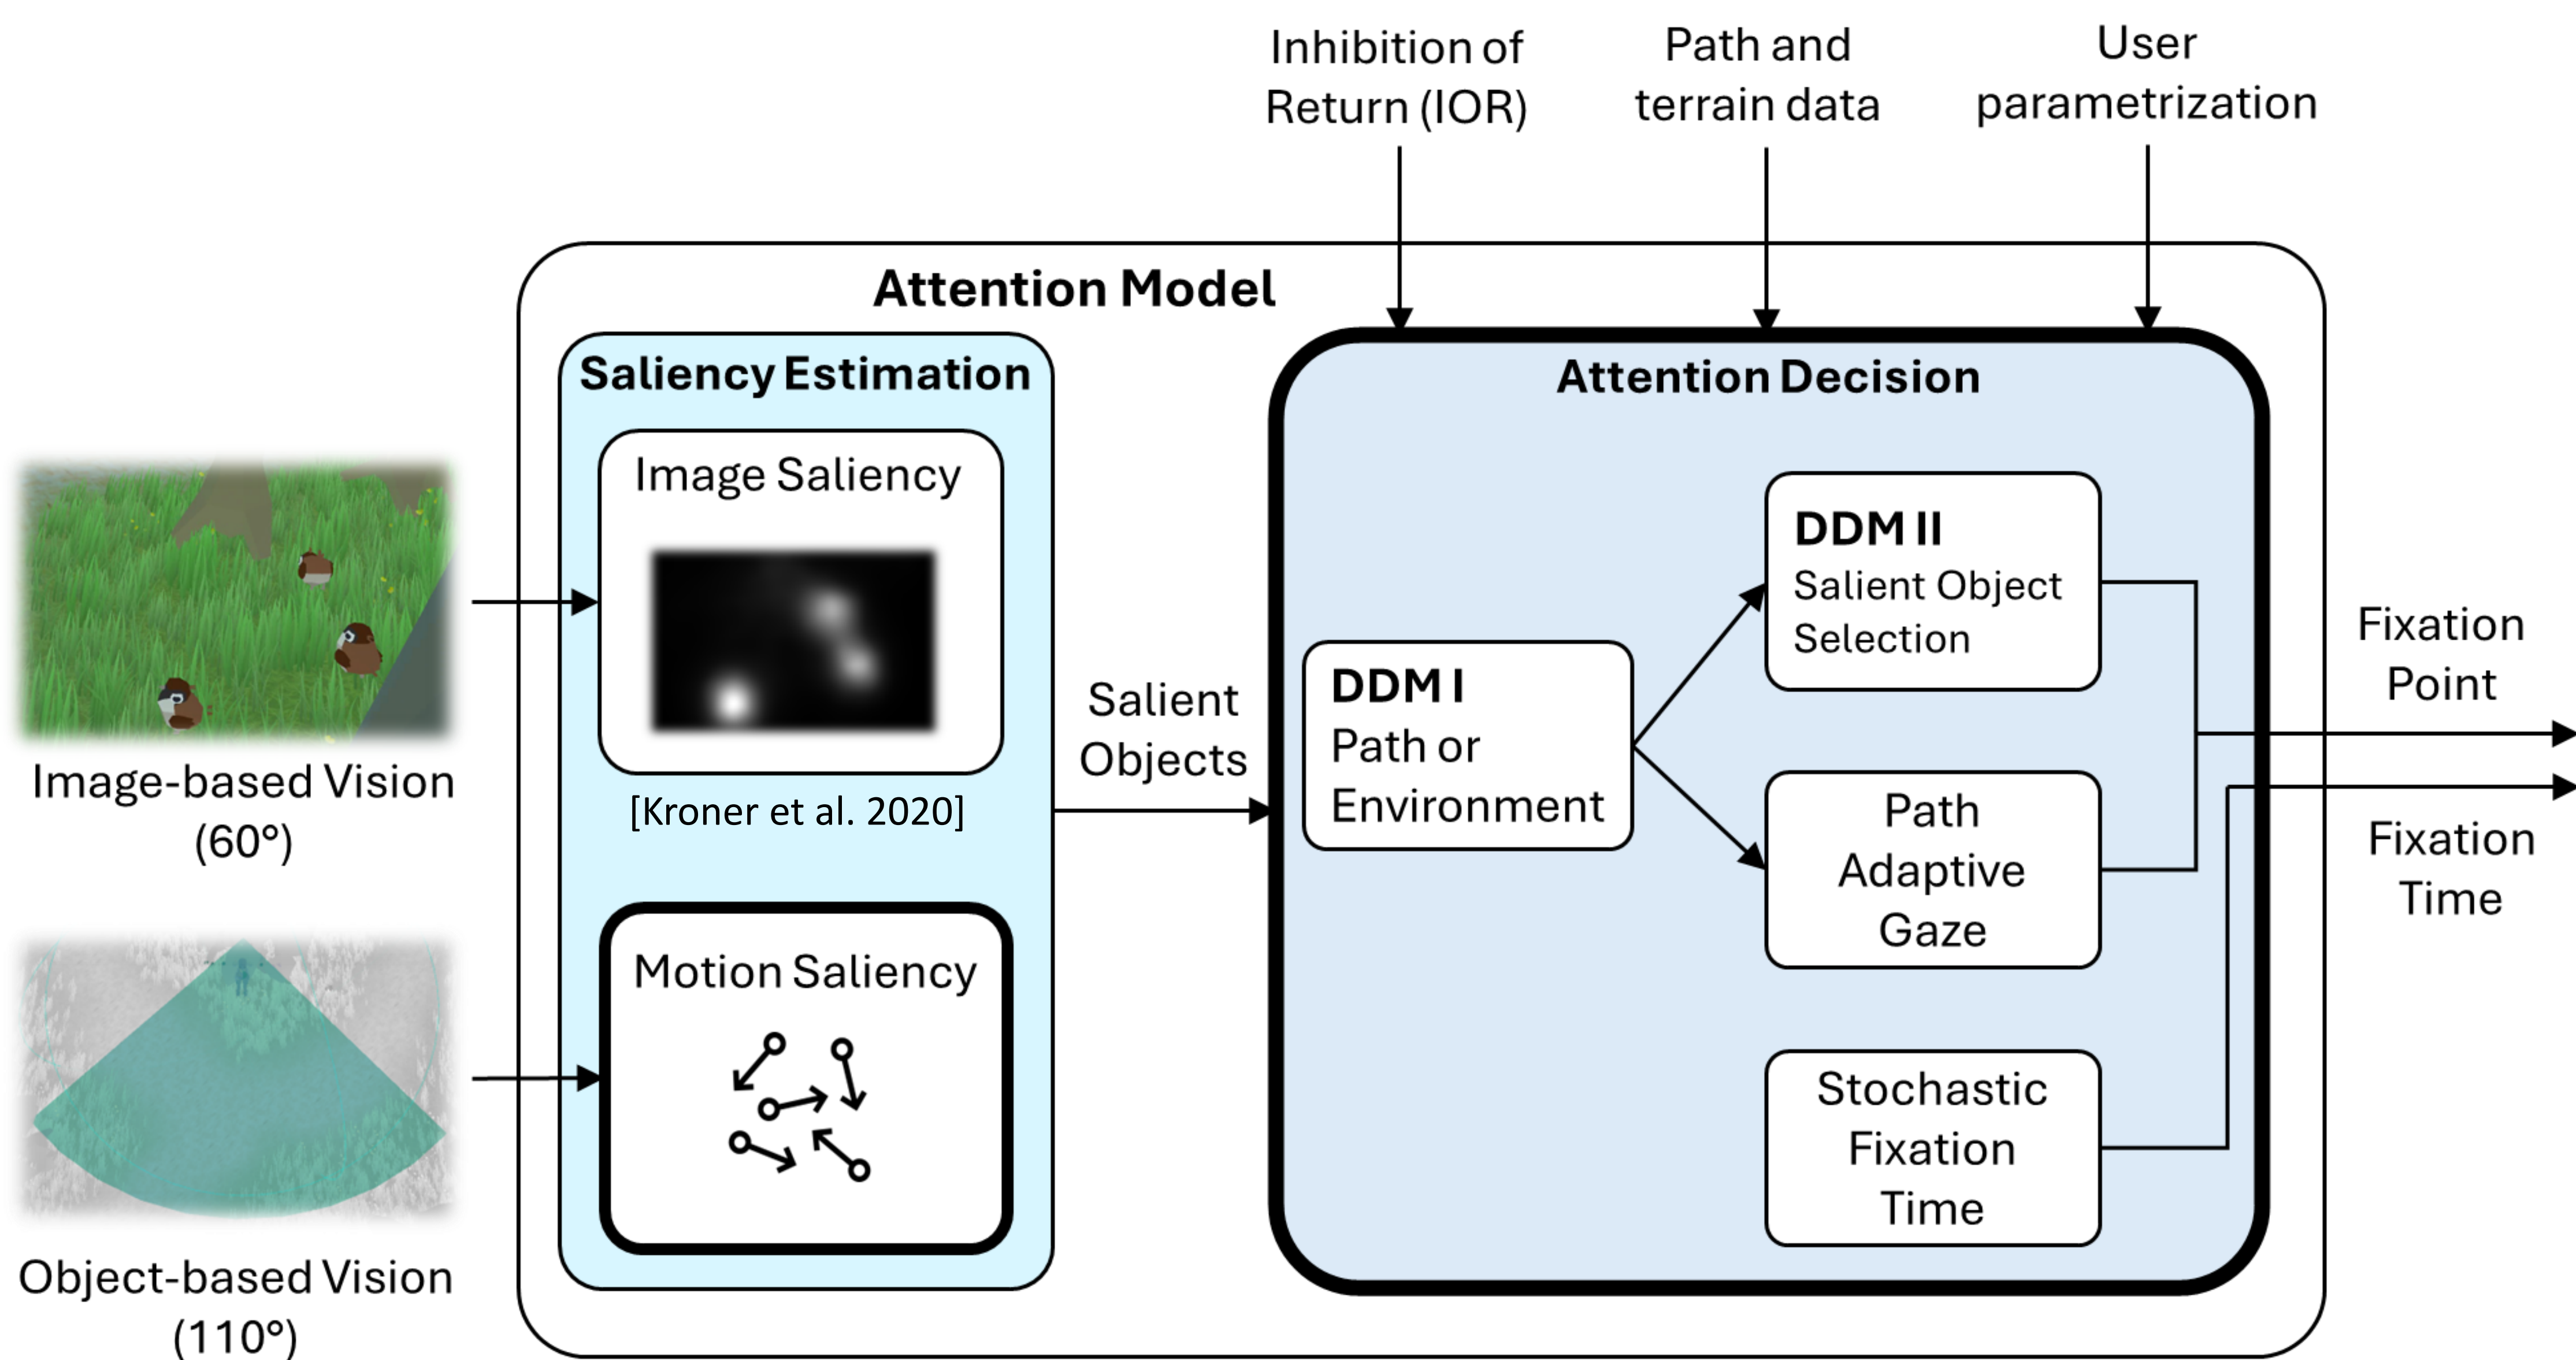 Inhibition of
Return (IOR)
Path and
terrain data
User
parametrization
Attention Model
Saliency Estimation
Image Saliency
[Kroner et al. 2020]
Motion Saliency
Image-based Vision
(60°)
Object-based Vision
(110°)
Salient
Objects
Attention Decision
DDM I
Path or
Environment
DDM II
Salient Object
Selection
Path
Adaptive
Gaze
Stochastic
Fixation
Time
Fixation
Point
Fixation
Time